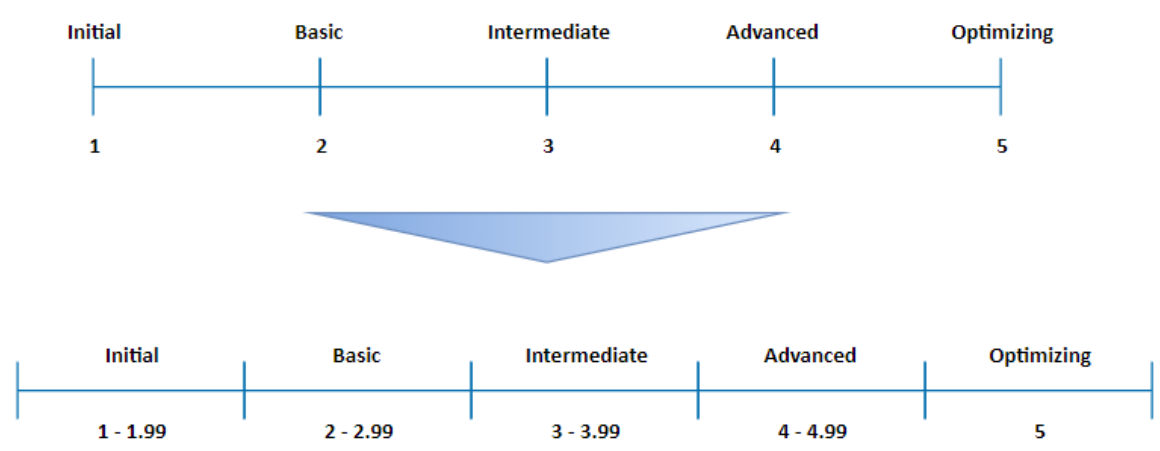 Initial Basic Intermediate Advanced Optimizing
1 2 3 4 5
Initial Basic Intermediate Advanced Optimizing
1 - 1.99 2 - 2.99 3 - 3.99 4 - 4.99 5